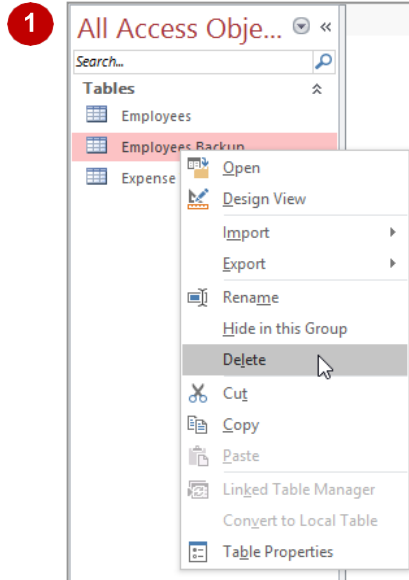 1
All Access Obje... «
Search...
Tables
Employees
Employees Backup
Expense
Open
Design View
Import
Export
Rename
Hide in this Group
Delete
Cut
Copy
Paste
Linked Table Manager
Convert to Local Table
Table Properties